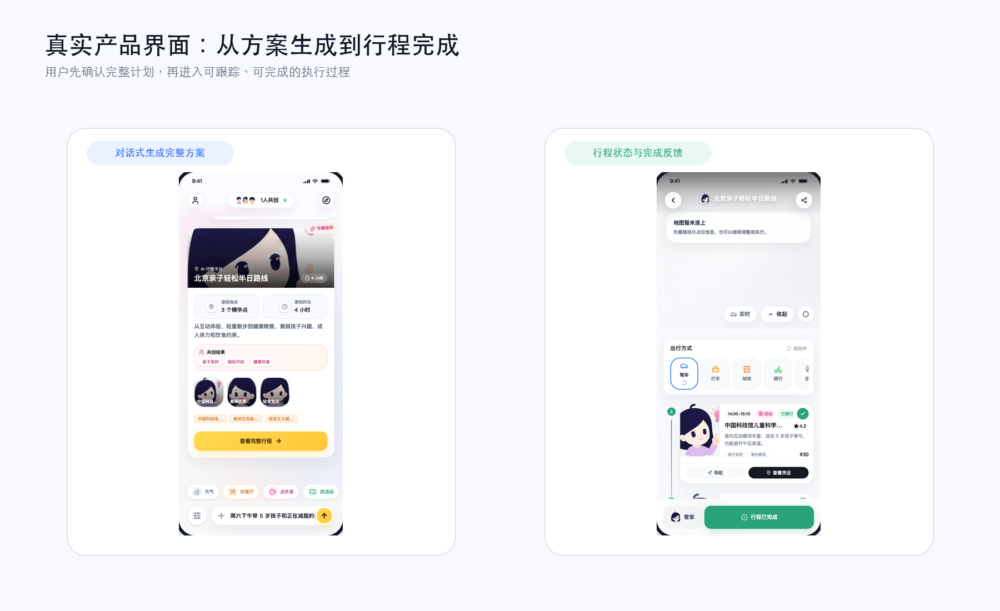 真实产品界面：从方案生成到行程完成
用户先确认完整计划，再进入可跟踪、可完成的执行过程
对话式生成完整方案
9:41
1人共创
专属推荐
AI 行程卡片
北京亲子轻松半日路线
4 小时
途径地点
3 个精华点
游玩时长
4 小时
从互动体验、轻量散步到健康晚餐，兼顾孩子兴趣、成
人体力和饮食约束。
共创结果
亲子友好
轻松不赶
健康饮食
中国科技...
奥林匹克...
轻食主义...
中国科技馆...
奥林匹克森...
轻食主义健...
查看完整行程
天气
找餐厅
点外卖
找活动
周六下午带 5 岁孩子和正在减脂的
行程状态与完成反馈
9:41
北京亲子轻松半日路线
地图暂未连上
先看路线与点位信息，也可以继续调整或执行。
实时
收起
出行方式
规划中
驾车
打车
地铁
骑行
2
14:00-15:10
活动
已预订
中国科技馆儿童科学...
4.2
室内互动展项丰富，适合 5 岁孩子参与，
也能避开午后高温。
亲子友好
室内备选
¥30
导航
查看凭证
管家
行程已完成